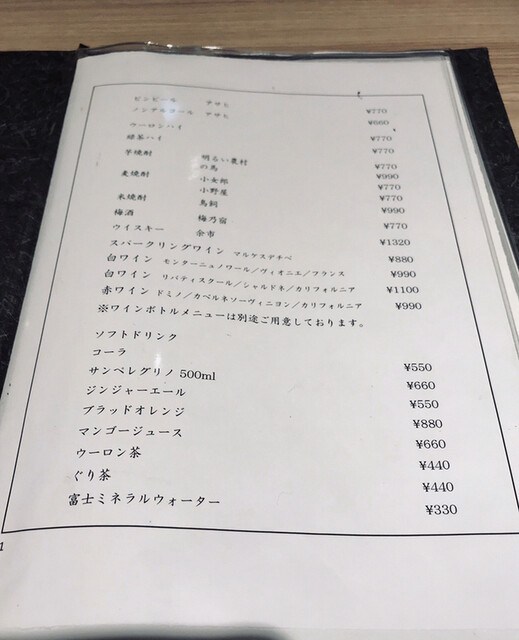 ビンビール アサヒ ¥770
ノンアルコール アサヒ ¥660
ウーロンハイ ¥770
緑茶ハイ ¥770
芋焼酎 明るい農村 ¥770
の馬 ¥990
麦焼酎 小女郎 ¥770
小野屋 ¥770
米焼酎 鳥飼 ¥990
梅酒 梅乃宿 ¥770
ウイスキー 余市 ¥1320
スパークリングワイン マルケスデチベ ¥880
白ワイン モンターニュノワール/ヴィオニエ/フランス ¥990
白ワイン リバティスクール/シャルドネ/カリフォルニア ¥1100
赤ワイン ドミノ/カベルネソーヴィニヨン/カリフォルニア ¥990
※ワインボトルメニューは別途ご用意しております。
ソフトドリンク
コーラ ¥550
サンペレグリノ 500ml ¥660
ジンジャーエール ¥550
ブラッドオレンジ ¥880
マンゴージュース ¥660
ウーロン茶 ¥440
ぐり茶 ¥440
富士ミネラルウォーター ¥330
1